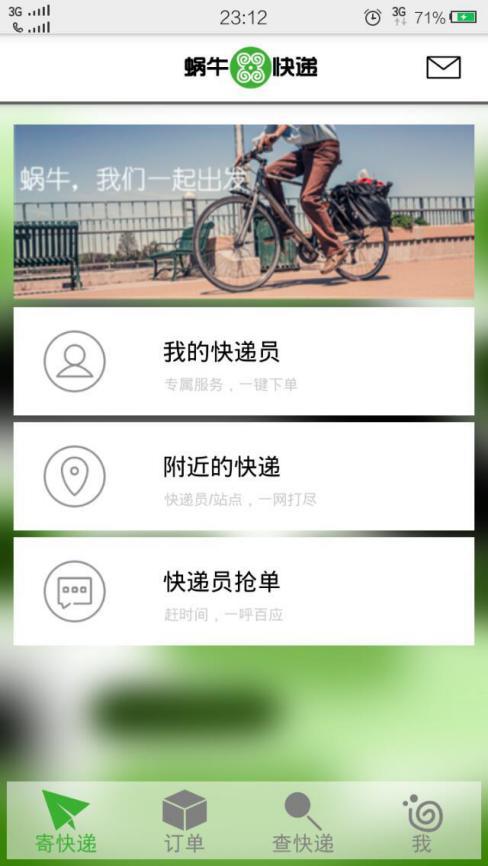 3G
23:12
3G
71%
蜗牛 快递
蜗牛，我们一起出发
我的快递员
专属服务，一键下单
附近的快递
快递员/站点，一网打尽
快递员抢单
赶时间，一呼百应
寄快递
订单
查快递
我